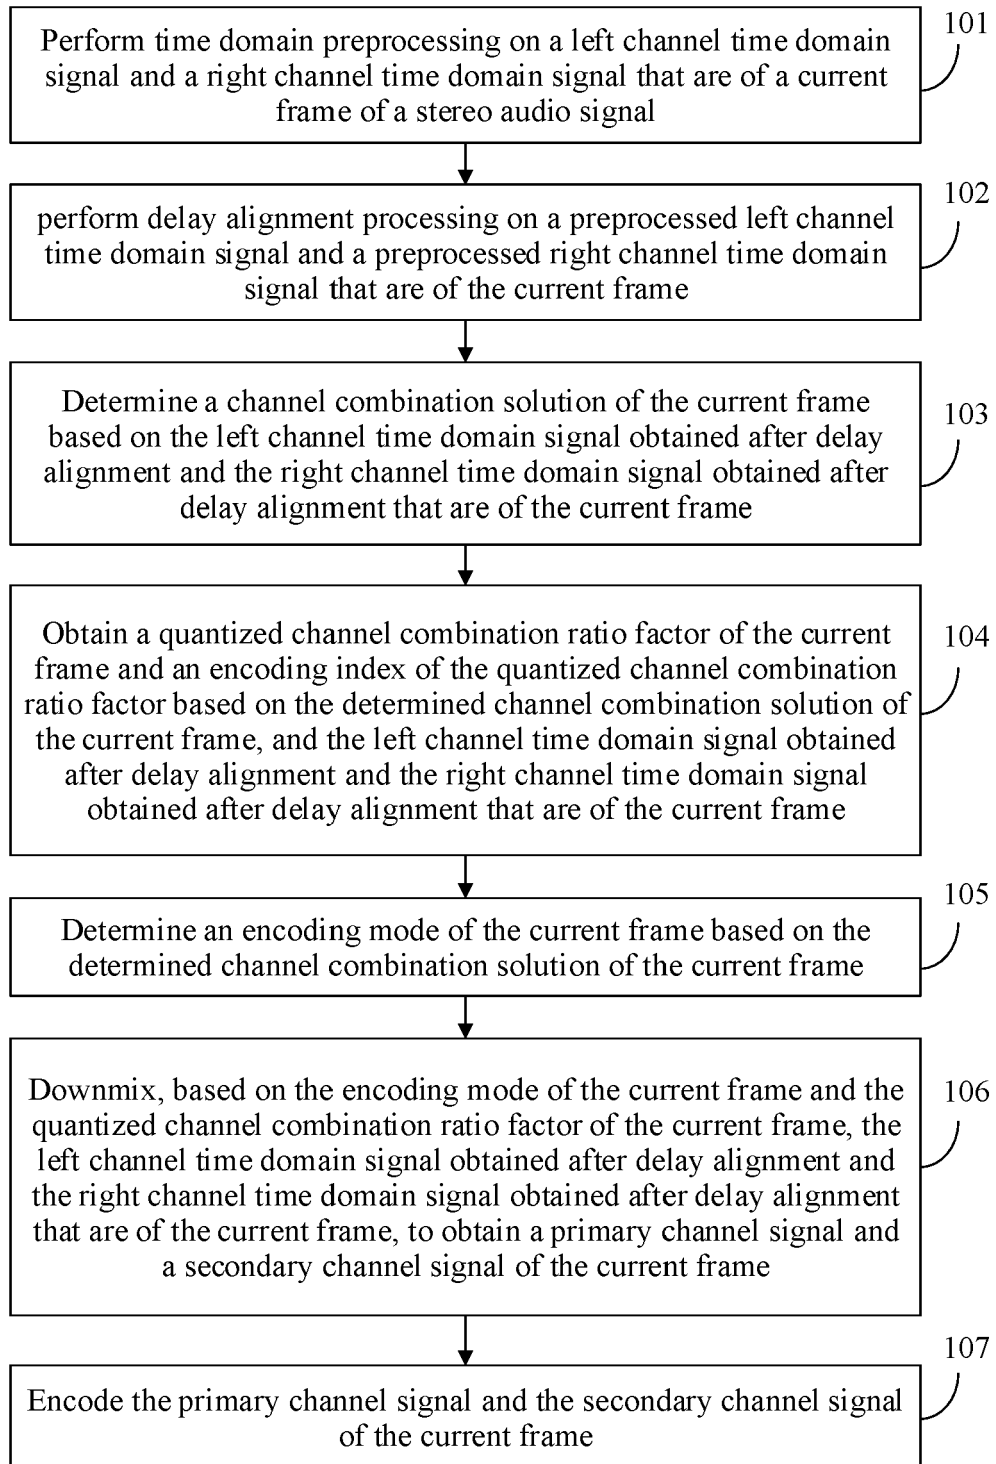 101
Perform time domain preprocessing on a left channel time domain
signal and a right channel time domain signal that are of a current
frame of a stereo audio signal
102
perform delay alignment processing on a preprocessed left channel
time domain signal and a preprocessed right channel time domain
signal that are of the current frame
103
Determine a channel combination solution of the current frame
based on the left channel time domain signal obtained after delay
alignment and the right channel time domain signal obtained after
delay alignment that are of the current frame
104
Obtain a quantized channel combination ratio factor of the current
frame and an encoding index of the quantized channel combination
ratio factor based on the determined channel combination solution of
the current frame, and the left channel time domain signal obtained
after delay alignment and the right channel time domain signal
obtained after delay alignment that are of the current frame
105
Determine an encoding mode of the current frame based on the
determined channel combination solution of the current frame
106
Downmix, based on the encoding mode of the current frame and the
quantized channel combination ratio factor of the current frame, the
left channel time domain signal obtained after delay alignment and
the right channel time domain signal obtained after delay alignment
that are of the current frame, to obtain a primary channel signal and
a secondary channel signal of the current frame
107
Encode the primary channel signal and the secondary channel signal
of the current frame